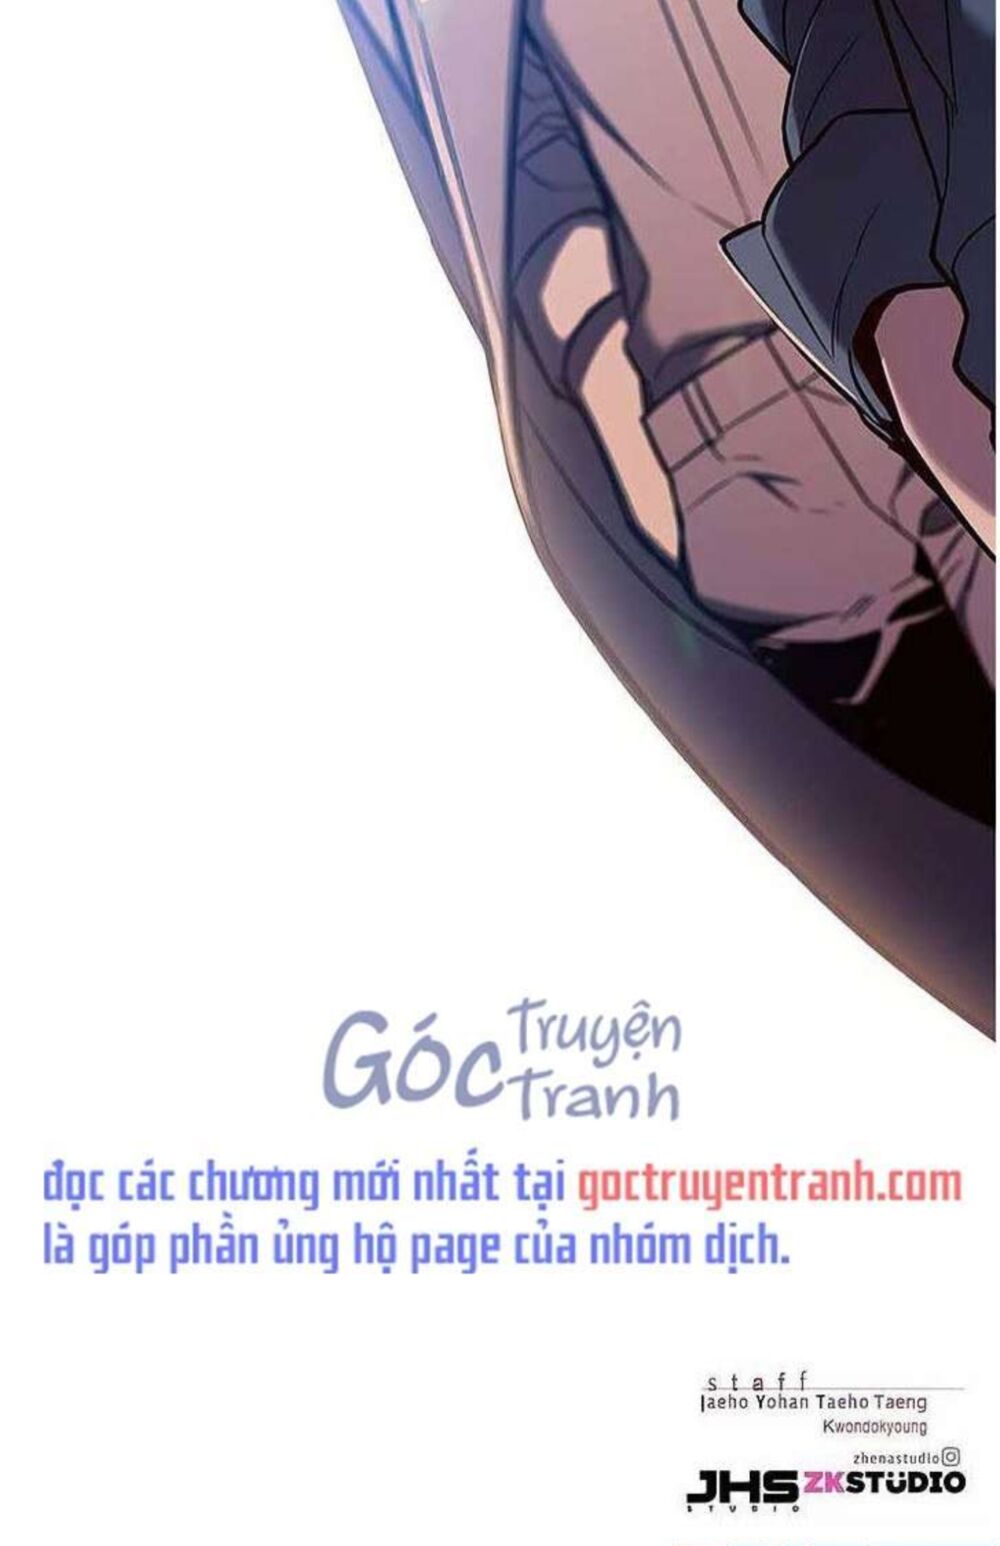 Góc Truyện
Tranh
đọc các chương mới nhất tại goctruyentranh.com
là góp phần ủng hộ page của nhóm dịch.
staff
Jaeho Yohan Taeho Taeng
Kwondokyoung
zhenastudio
JHS ZKSTUDIO
STUDIO